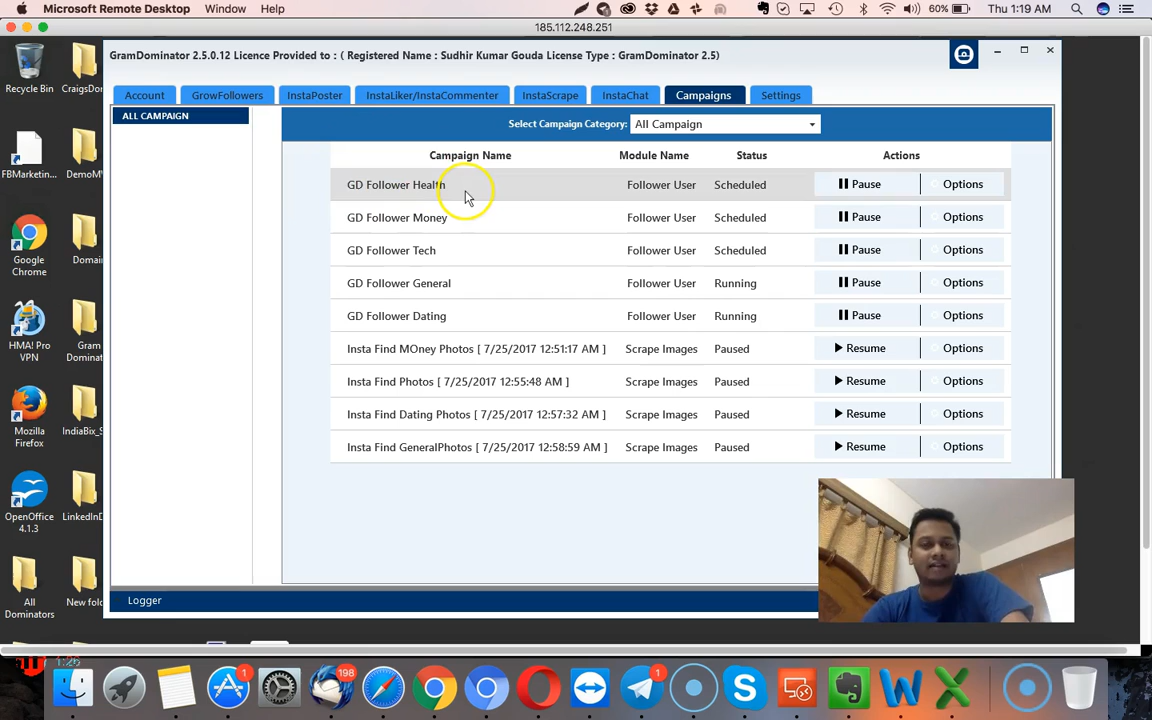 Microsoft Remote Desktop Window Help
60% Thu 1:19 AM
185.112.248.251
GramDominator 2.5.0.12 Licence Provided to : ( Registered Name : Sudhir Kumar Gouda License Type : GramDominator 2.5)
Recycle Bin
CraigsDor
Account
GrowFollowers
InstaPoster
InstaLiker/InstaCommenter
InstaScrape
InstaChat
Campaigns
Settings
ALL CAMPAIGN
Select Campaign Category: All Campaign
Campaign Name Module Name Status Actions
GD Follower Health Follower User Scheduled Pause Options
GD Follower Money Follower User Scheduled Pause Options
GD Follower Tech Follower User Scheduled Pause Options
GD Follower General Follower User Running Pause Options
GD Follower Dating Follower User Running Pause Options
Insta Find MOney Photos [ 7/25/2017 12:51:17 AM ] Scrape Images Paused Resume Options
Insta Find Photos [ 7/25/2017 12:55:48 AM ] Scrape Images Paused Resume Options
Insta Find Dating Photos [ 7/25/2017 12:57:32 AM ] Scrape Images Paused Resume Options
Insta Find GeneralPhotos [ 7/25/2017 12:58:59 AM ] Scrape Images Paused Resume Options
FBMarketin...
DemoM
Google
Chrome
Domai
HMA! Pro
VPN
Gram
Dominat
Mozilla
Firefox
IndiaBix_S
OpenOffice
4.1.3
LinkedInD
All
Dominators
New fol
Logger
1:26
1
198
1